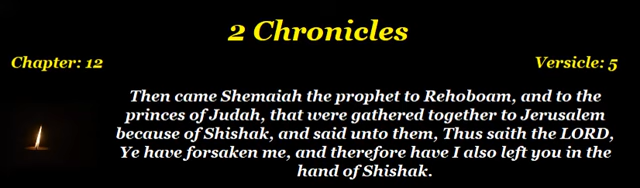 2 Chronicles
Chapter: 12
Versicle: 5
Then came Shemaiah the prophet to Rehoboam, and to the
princes of Judah, that were gathered together to Jerusalem
because of Shishak, and said unto them, Thus saith the LORD,
Ye have forsaken me, and therefore have I also left you in the
hand of Shishak.